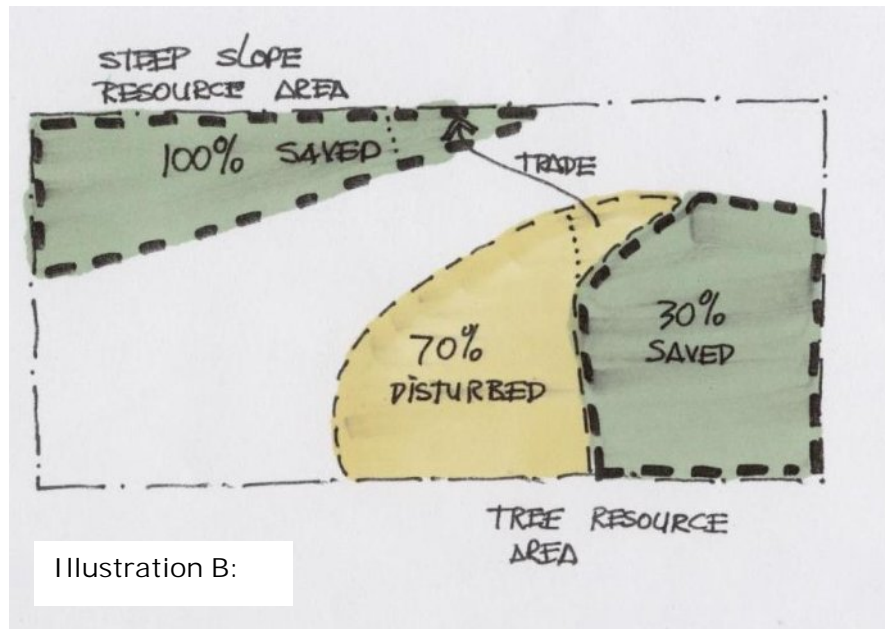 STEEP SLOPE
RESOURCE AREA
100% SAVED
TRADE
70%
DISTURBED
30%
SAVED
TREE RESOURCE
AREA
Illustration B: